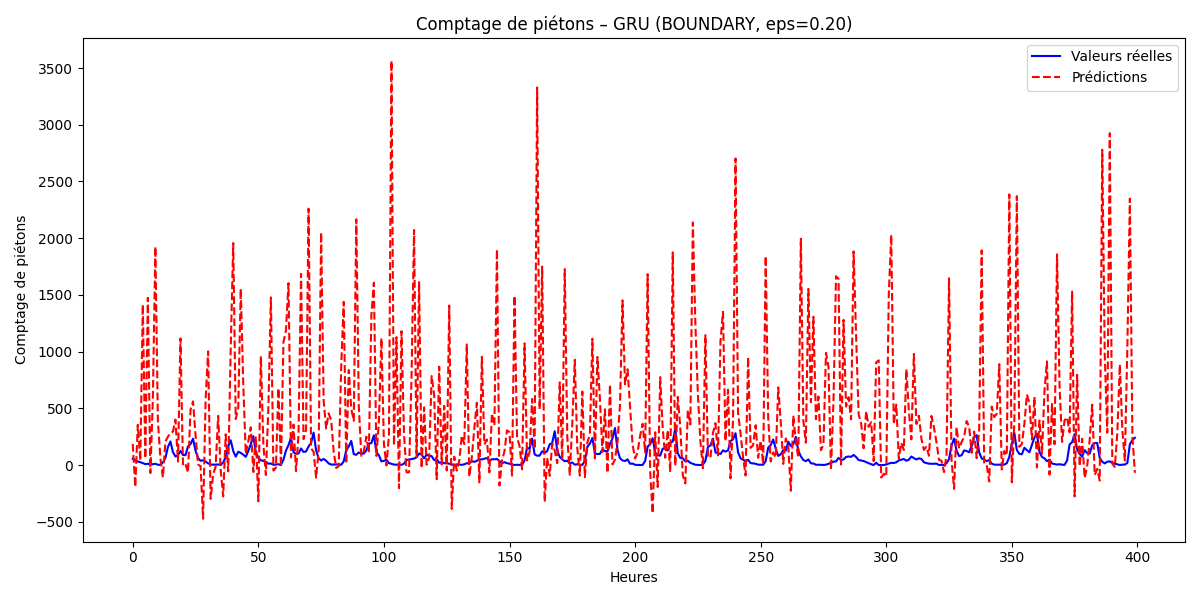 Comptage de piétons – GRU (BOUNDARY, eps=0.20)
Valeurs réelles
Prédictions
Comptage de piétons
3500
3000
2500
2000
1500
1000
500
0
−500
0 50 100 150 200 250 300 350 400
Heures